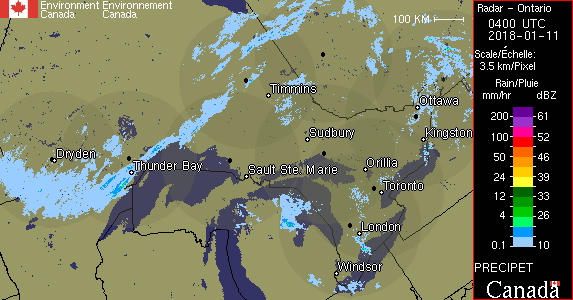 Environment Environnement
Canada Canada
100 KM
Timmins
Ottawa
Sudbury
Kingston
Dryden
Thunder Bay
Sault Ste. Marie
Orillia
Toronto
London
Windsor
Radar - Ontario
0400 UTC
2018-01-11
Scale/Échelle:
3.5 km/Pixel
Rain/Pluie
mm/hr dBZ
200 61
100 52
50 46
24 39
12 33
4 26
0.1 10
PRECIPET
Canada